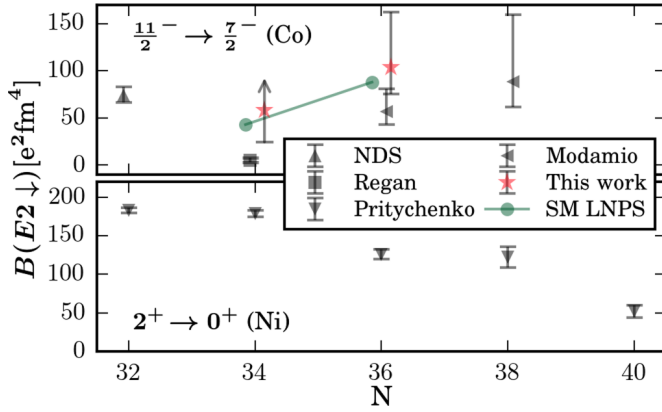 150
11/2⁻ → 7/2⁻ (Co)
100
50
0
NDS
Regan
Pritychenko
Modamio
This work
SM LNPS
B(E2 ↓) [e²fm⁴]
200
150
100
50
0
2⁺ → 0⁺ (Ni)
32 34 36 38 40
N